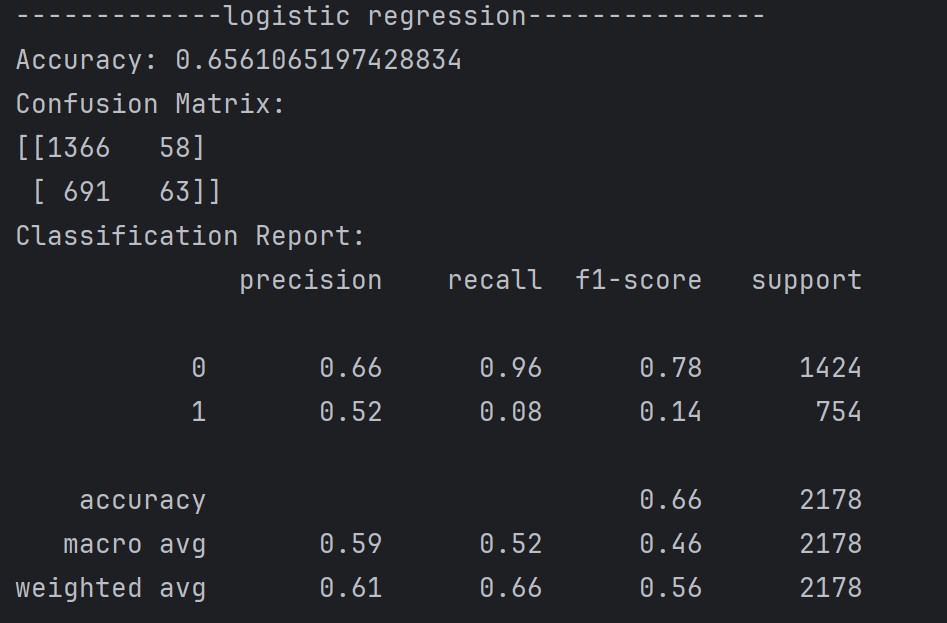 -------------logistic regression---------------
Accuracy: 0.6561065197428834
Confusion Matrix:
[[1366   58]
 [ 691   63]]
Classification Report:
              precision    recall  f1-score   support
           0       0.66      0.96      0.78      1424
           1       0.52      0.08      0.14       754
    accuracy                           0.66      2178
   macro avg       0.59      0.52      0.46      2178
weighted avg       0.61      0.66      0.56      2178